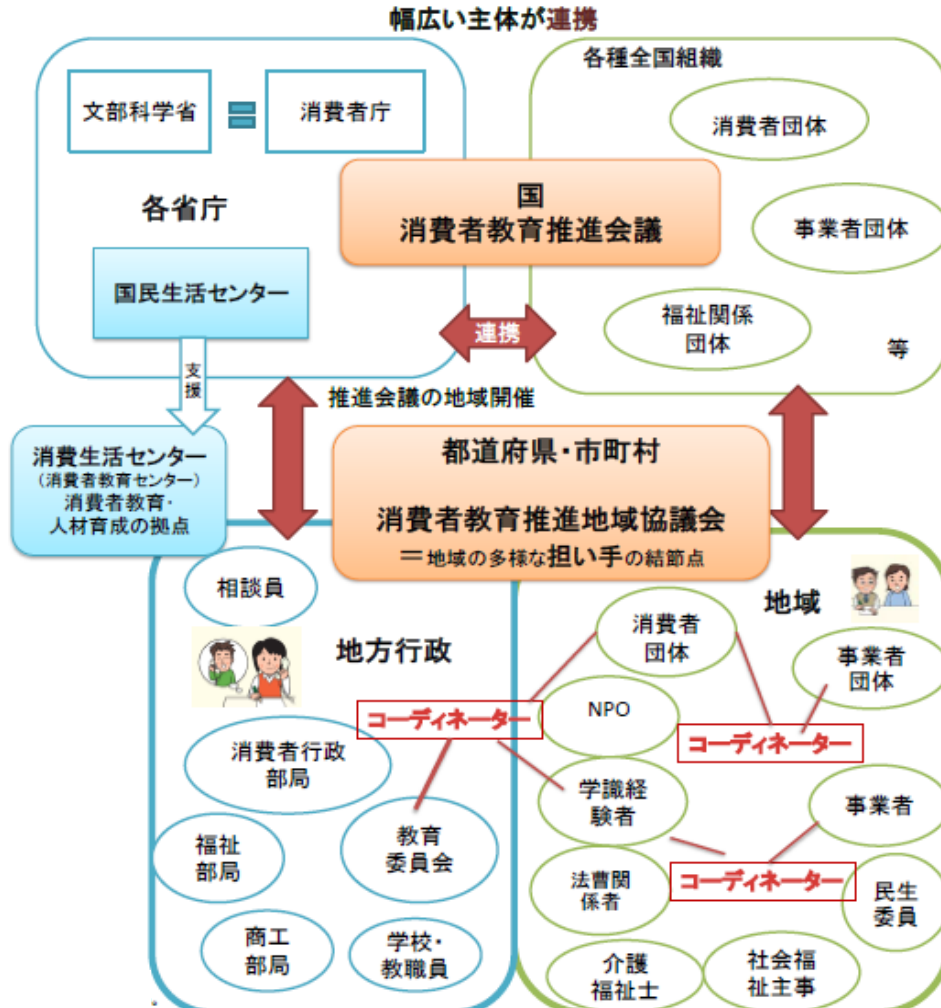 幅広い主体が連携
文部科学省
消費者庁
各省庁
国民生活センター
支
援
各種全国組織
消費者団体
事業者団体
福祉関係
団体
等
国
消費者教育推進会議
連携
推進会議の地域開催
消費生活センター
(消費者教育センター)
消費者教育・
人材育成の拠点
都道府県・市町村
消費者教育推進地域協議会
＝地域の多様な担い手の結節点
相談員
地方行政
消費者行政
部局
福祉
部局
教育
委員会
商工
部局
学校・
教職員
コーディネーター
地域
消費者
団体
事業者
団体
NPO
コーディネーター
学識経
験者
事業者
コーディネーター
法曹関
係者
民生
委員
介護
福祉士
社会福
祉主事